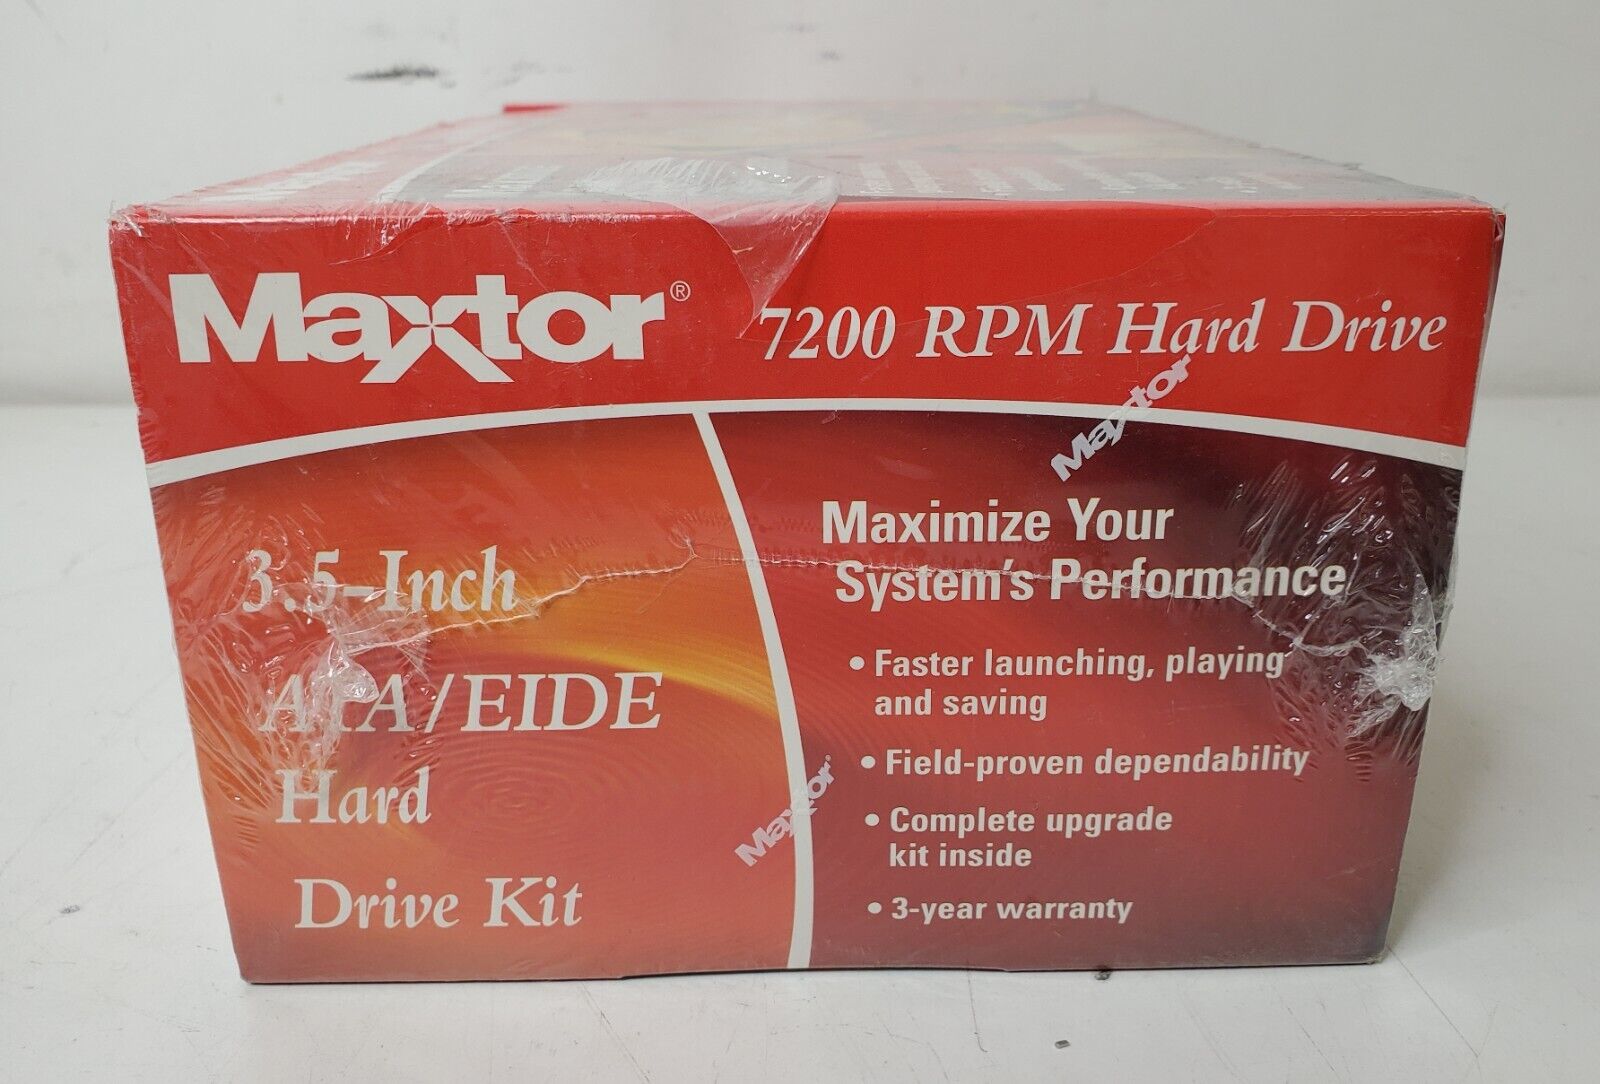 Maxtor®
7200 RPM Hard Drive
3.5-Inch
ATA/EIDE
Hard
Drive Kit
Maximize Your
System's Performance
• Faster launching, playing
and saving
• Field-proven dependability
• Complete upgrade
kit inside
• 3-year warranty
Maxtor
Maxtor®